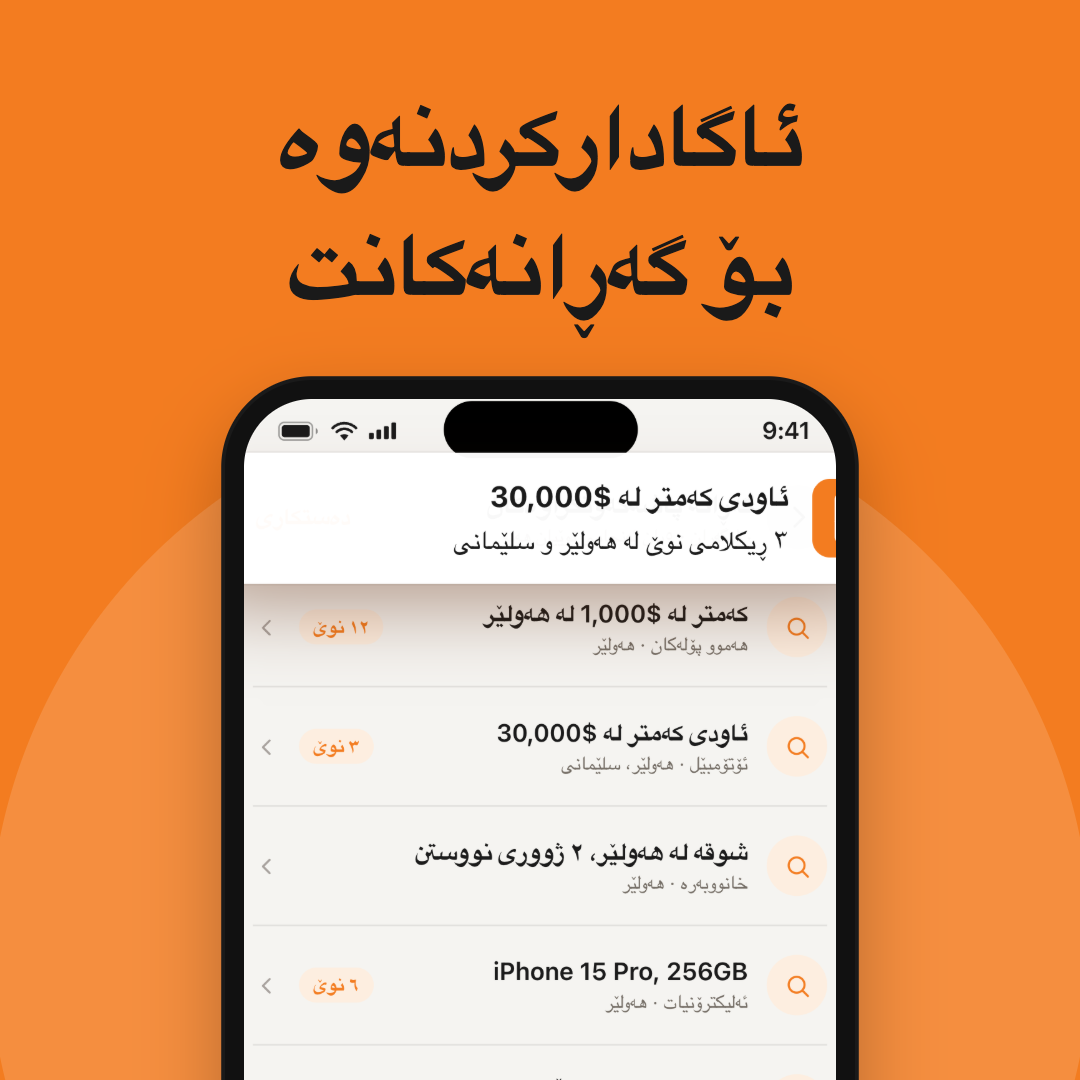 ئاگادارکردنەوە
بۆ گەڕانەکانت
9:41
ئاودی کەمتر لە $30,000
٣ ڕیکلامی نوێ لە هەولێر و سلێمانی
کەمتر لە $1,000 لە هەولێر
١٢ نوێ
هەموو پۆلەکان · هەولێر
ئاودی کەمتر لە $30,000
٣ نوێ
ئۆتۆمبێل · هەولێر، سلێمانی
شوقە لە هەولێر، ٢ ژووری نووستن
خانووبەرە · هەولێر
iPhone 15 Pro, 256GB
٦ نوێ
ئەلیکترۆنیات · هەولێر